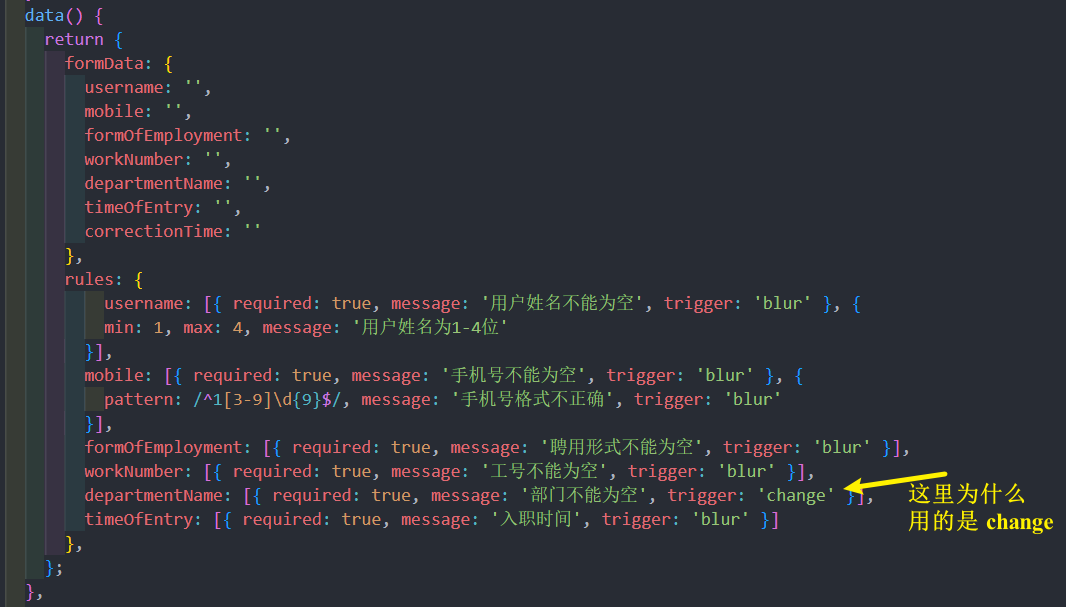 data() {
return {
formData: {
username: '',
mobile: '',
formOfEmployment: '',
workNumber: '',
departmentName: '',
timeOfEntry: '',
correctionTime: ''
},
rules: {
username: [{ required: true, message: '用户姓名不能为空', trigger: 'blur' }, {
min: 1, max: 4, message: '用户姓名为1-4位'
}],
mobile: [{ required: true, message: '手机号不能为空', trigger: 'blur' }, {
pattern: /^1[3-9]\d{9}$/, message: '手机号格式不正确', trigger: 'blur'
}],
formOfEmployment: [{ required: true, message: '聘用形式不能为空', trigger: 'blur' }],
workNumber: [{ required: true, message: '工号不能为空', trigger: 'blur' }],
departmentName: [{ required: true, message: '部门不能为空', trigger: 'change' }],
timeOfEntry: [{ required: true, message: '入职时间', trigger: 'blur' }]
},
};
},
这里为什么
用的是 change